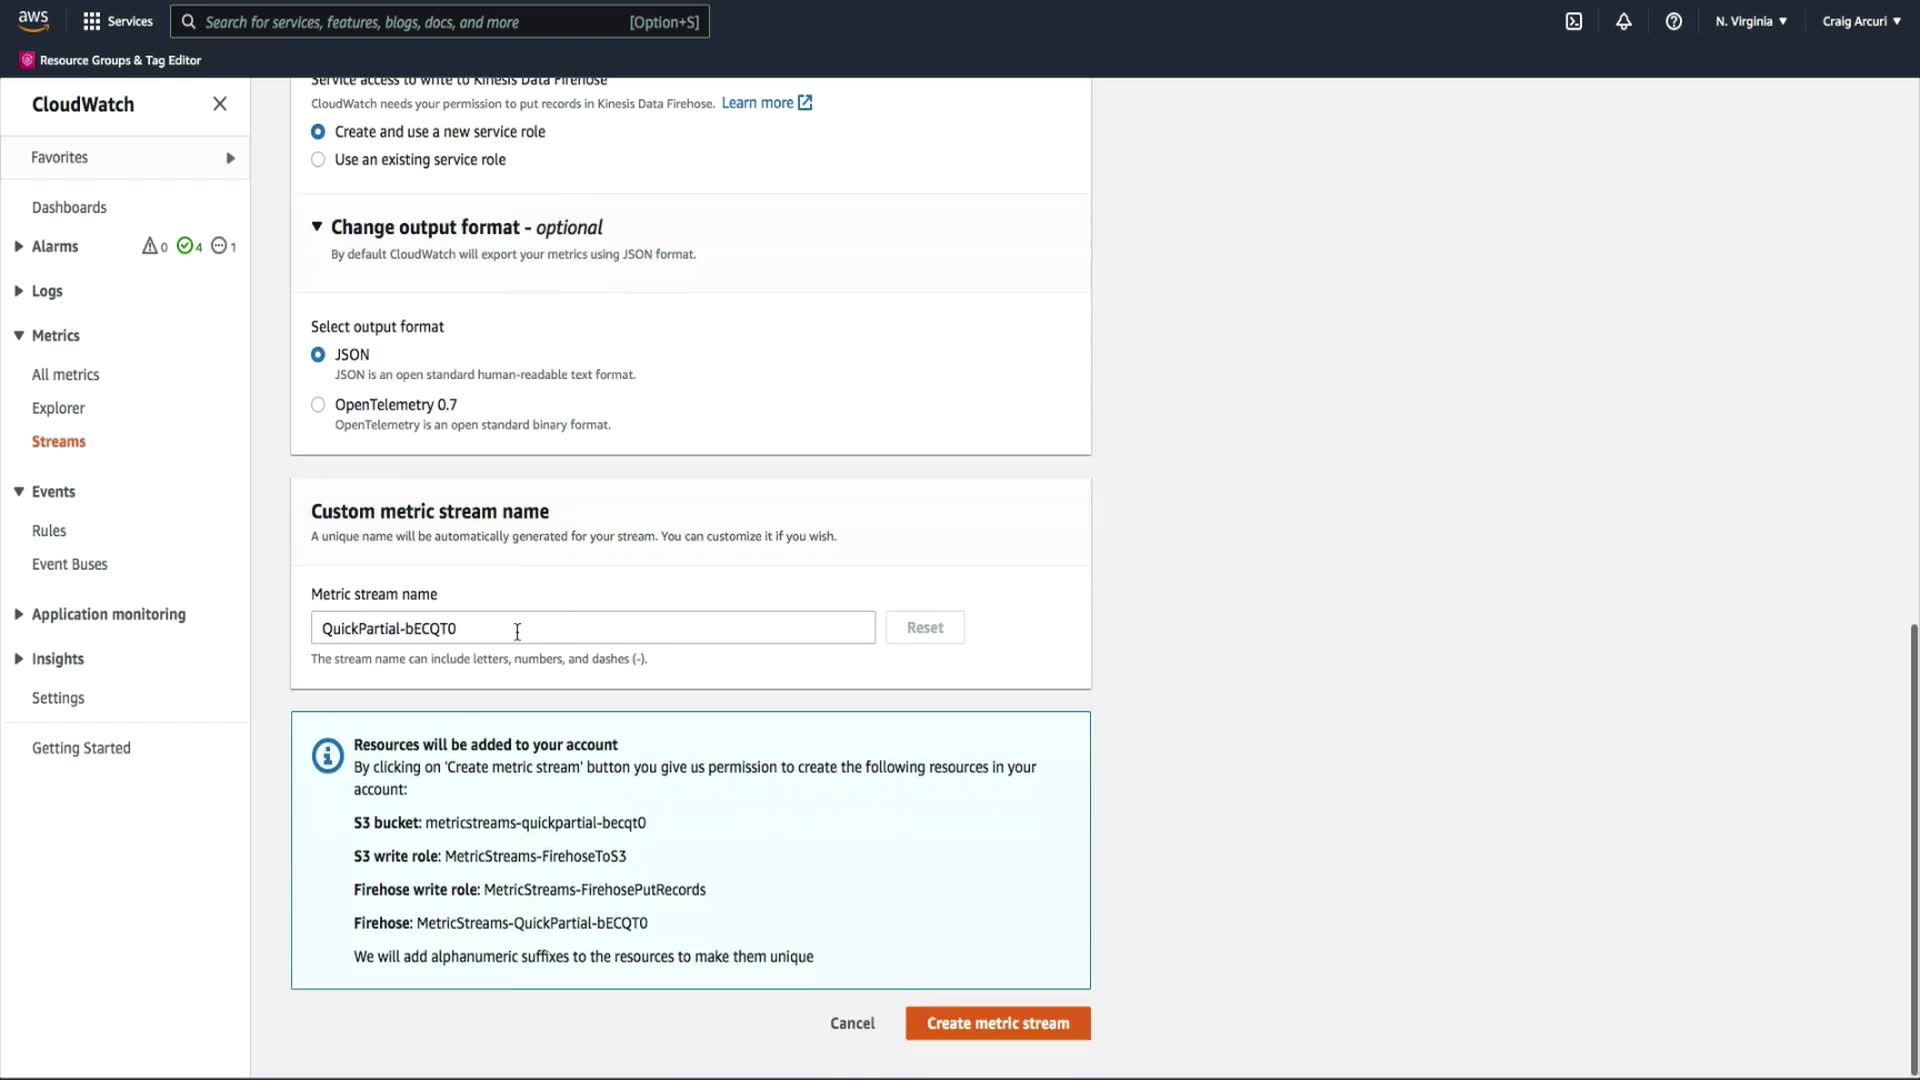 aws
Services
Search for services, features, blogs, docs, and more
[Option+S]
N. Virginia
Craig Arcuri
Resource Groups & Tag Editor
CloudWatch
Favorites
Dashboards
Alarms
0
4
1
Logs
Metrics
All metrics
Explorer
Streams
Events
Rules
Event Buses
Application monitoring
Insights
Settings
Getting Started
Service access to write to Kinesis Data Firehose
CloudWatch needs your permission to put records in Kinesis Data Firehose. Learn more
Create and use a new service role
Use an existing service role
Change output format - optional
By default CloudWatch will export your metrics using JSON format.
Select output format
JSON
JSON is an open standard human-readable text format.
OpenTelemetry 0.7
OpenTelemetry is an open standard binary format.
Custom metric stream name
A unique name will be automatically generated for your stream. You can customize it if you wish.
Metric stream name
QuickPartial-bECQT0
Reset
The stream name can include letters, numbers, and dashes (-).
Resources will be added to your account
By clicking on 'Create metric stream' button you give us permission to create the following resources in your
account:
S3 bucket: metricstreams-quickpartial-becqt0
S3 write role: MetricStreams-FirehoseToS3
Firehose write role: MetricStreams-FirehosePutRecords
Firehose: MetricStreams-QuickPartial-bECQT0
We will add alphanumeric suffixes to the resources to make them unique
Cancel
Create metric stream